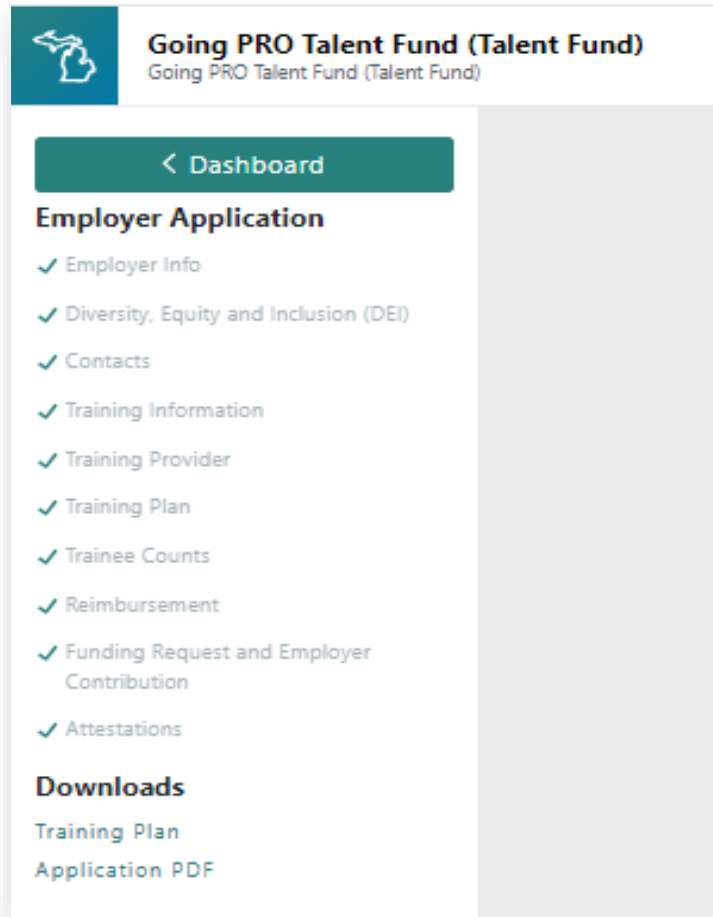 Going PRO Talent Fund (Talent Fund)
Going PRO Talent Fund (Talent Fund)
Dashboard
Employer Application
Employer Info
Diversity, Equity and Inclusion (DEI)
Contacts
Training Information
Training Provider
Training Plan
Trainee Counts
Reimbursement
Funding Request and Employer
Contribution
Attestations
Downloads
Training Plan
Application PDF